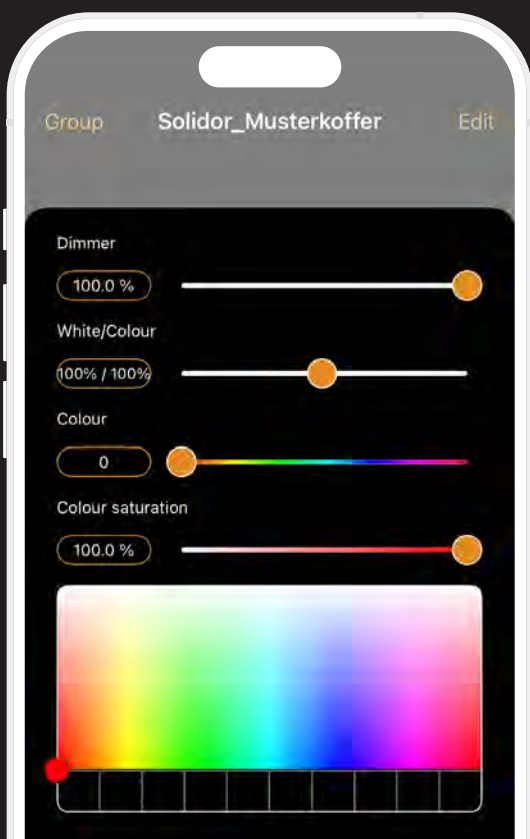 Group Solidor_Musterkoffer Edit
Dimmer
100.0 %
White/Colour
100% / 100%
Colour
0
Colour saturation
100.0 %